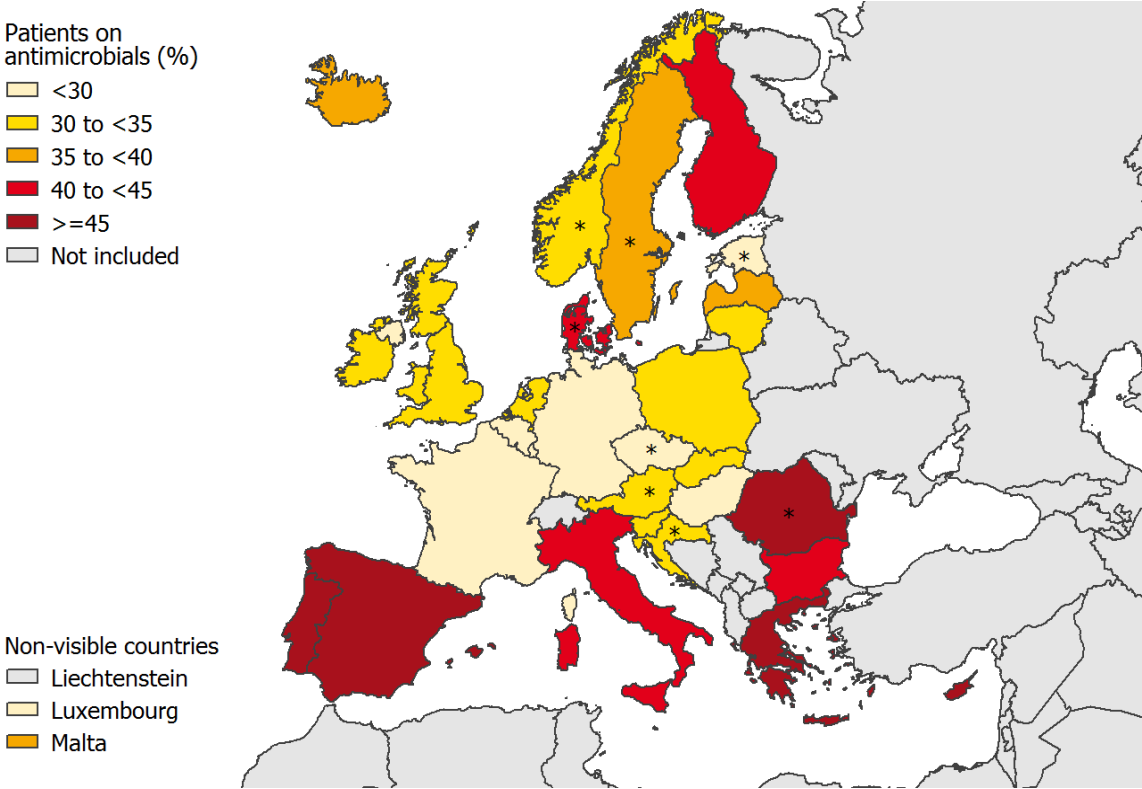 Patients on
antimicrobials (%)
<30
30 to <35
35 to <40
40 to <45
>=45
Not included
*
*
*
*
*
*
*
*
Non-visible countries
Liechtenstein
Luxembourg
Malta